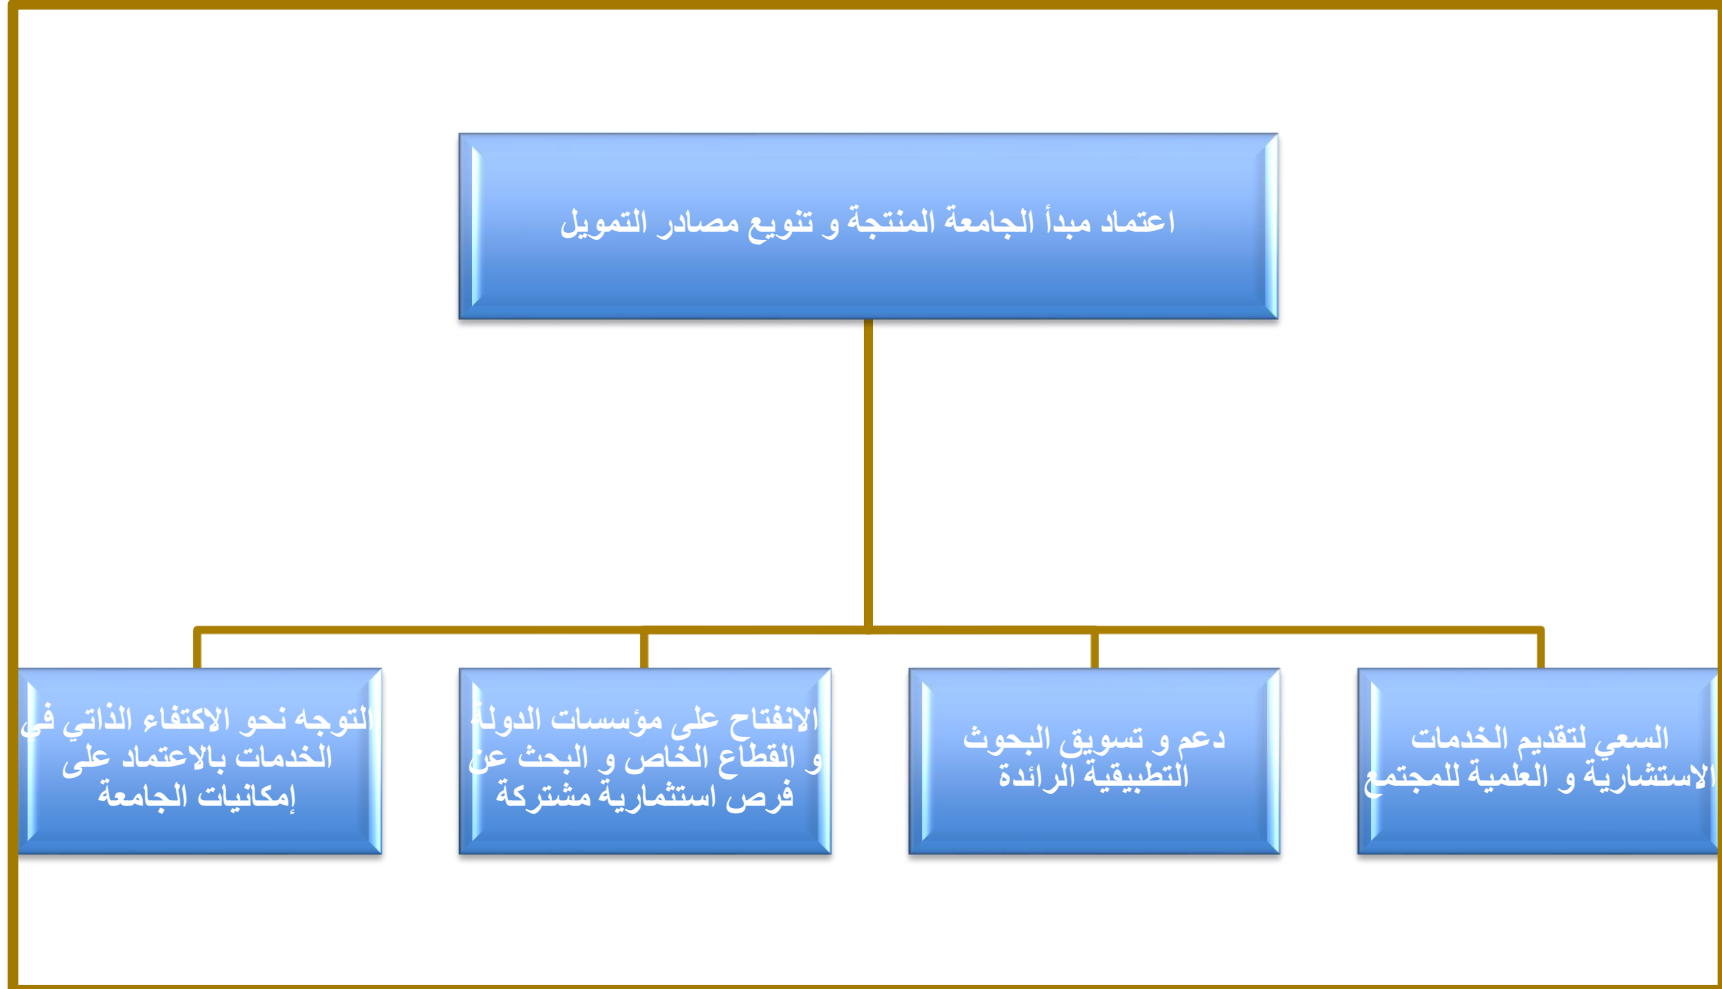 اعتماد مبدأ الجامعة المنتجة و تنويع مصادر التمويل
السعي لتقديم الخدمات
الاستشارية و العلمية للمجتمع
دعم و تسويق البحوث
التطبيقية الرائدة
الانفتاح على مؤسسات الدولة
و القطاع الخاص و البحث عن
فرص استثمارية مشتركة
التوجه نحو الاكتفاء الذاتي في
الخدمات بالاعتماد على
إمكانيات الجامعة